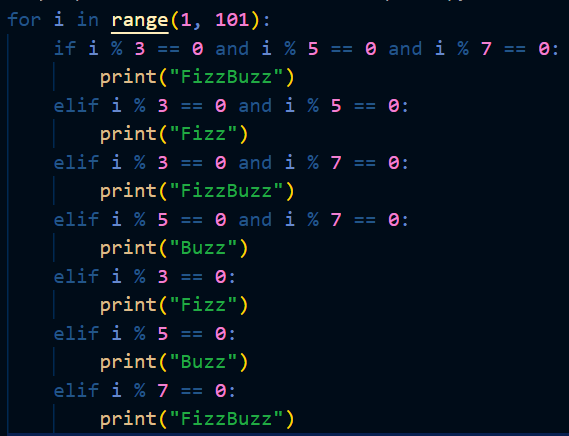 for i in range(1, 101):
    if i % 3 == 0 and i % 5 == 0 and i % 7 == 0:
        print("FizzBuzz")
    elif i % 3 == 0 and i % 5 == 0:
        print("Fizz")
    elif i % 3 == 0 and i % 7 == 0:
        print("FizzBuzz")
    elif i % 5 == 0 and i % 7 == 0:
        print("Buzz")
    elif i % 3 == 0:
        print("Fizz")
    elif i % 5 == 0:
        print("Buzz")
    elif i % 7 == 0:
        print("FizzBuzz")